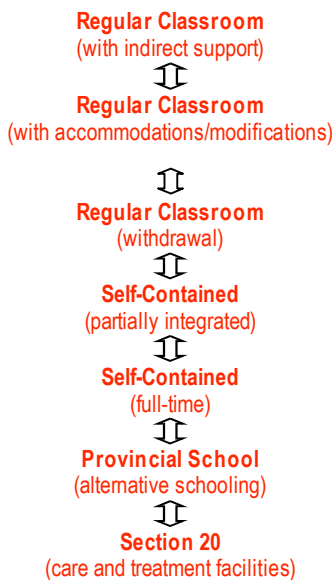 Regular Classroom
(with indirect support)
Regular Classroom
(with accommodations/modifications)
Regular Classroom
(withdrawal)
Self-Contained
(partially integrated)
Self-Contained
(full-time)
Provincial School
(alternative schooling)
Section 20
(care and treatment facilities)